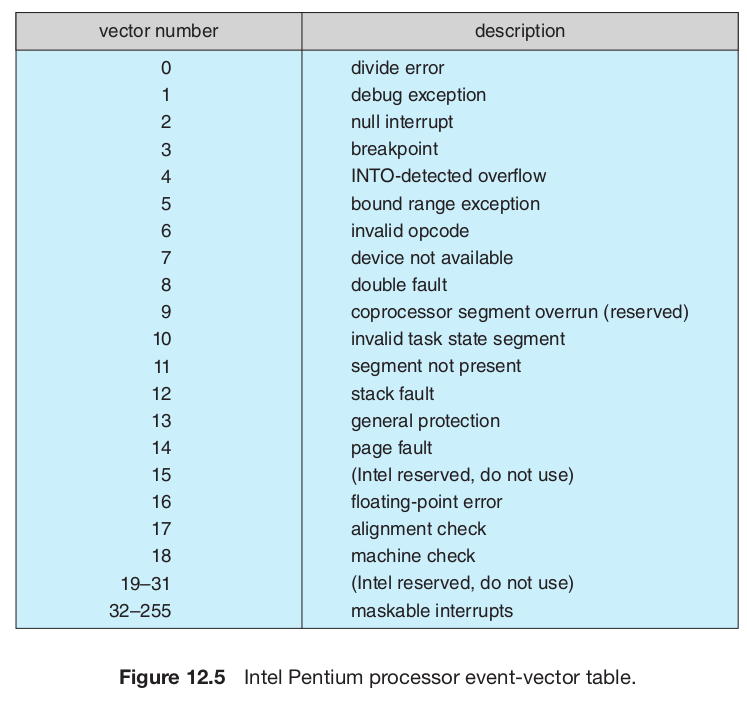 vector number description
0 divide error
1 debug exception
2 null interrupt
3 breakpoint
4 INTO-detected overflow
5 bound range exception
6 invalid opcode
7 device not available
8 double fault
9 coprocessor segment overrun (reserved)
10 invalid task state segment
11 segment not present
12 stack fault
13 general protection
14 page fault
15 (Intel reserved, do not use)
16 floating-point error
17 alignment check
18 machine check
19–31 (Intel reserved, do not use)
32–255 maskable interrupts
Figure 12.5 Intel Pentium processor event-vector table.